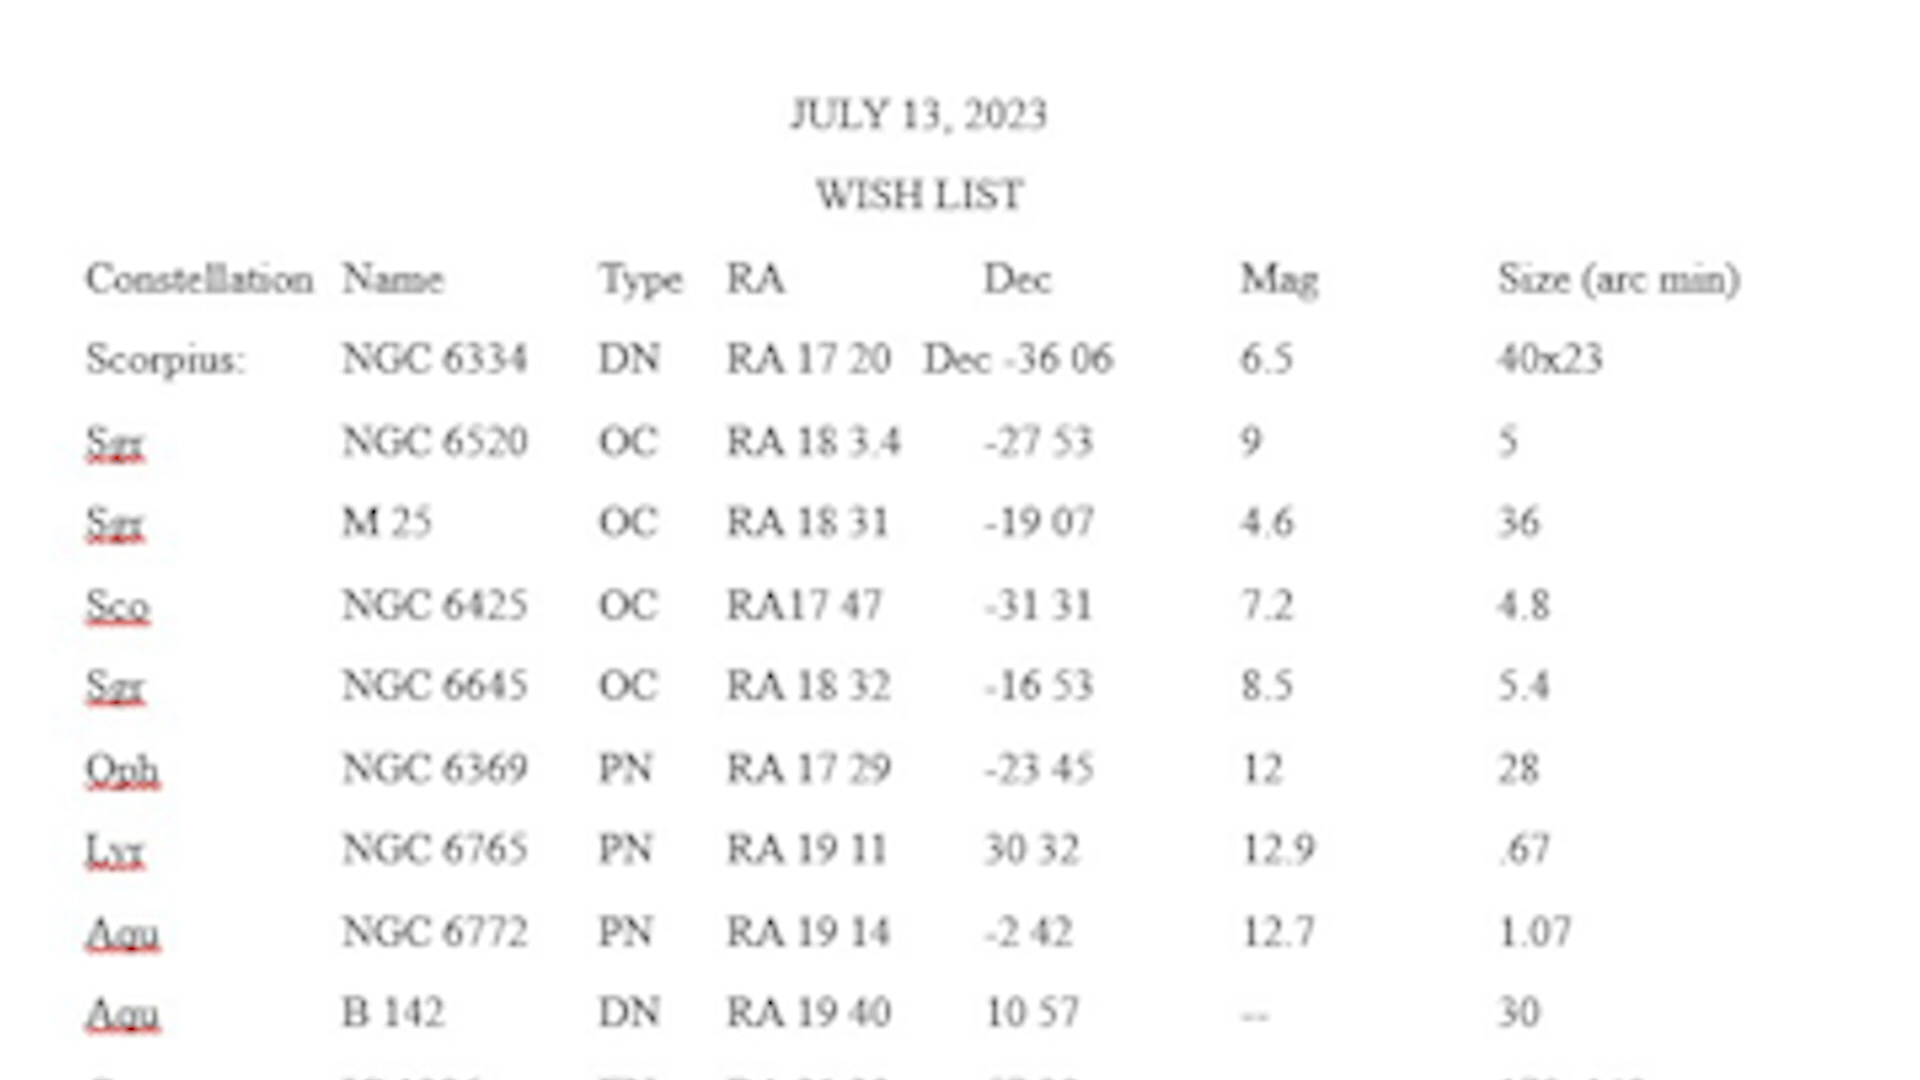 JULY 13, 2023
WISH LIST
Constellation Name Type RA Dec Mag Size (arc min)
Scorpius: NGC 6334 DN RA 17 20 Dec -36 06 6.5 40x23
Sgr NGC 6520 OC RA 18 3.4 -27 53 9 5
Sgr M 25 OC RA 18 31 -19 07 4.6 36
Sco NGC 6425 OC RA17 47 -31 31 7.2 4.8
Sgr NGC 6645 OC RA 18 32 -16 53 8.5 5.4
Oph NGC 6369 PN RA 17 29 -23 45 12 28
Lyr NGC 6765 PN RA 19 11 30 32 12.9 .67
Aqu NGC 6772 PN RA 19 14 -2 42 12.7 1.07
Aqu B 142 DN RA 19 40 10 57 -- 30